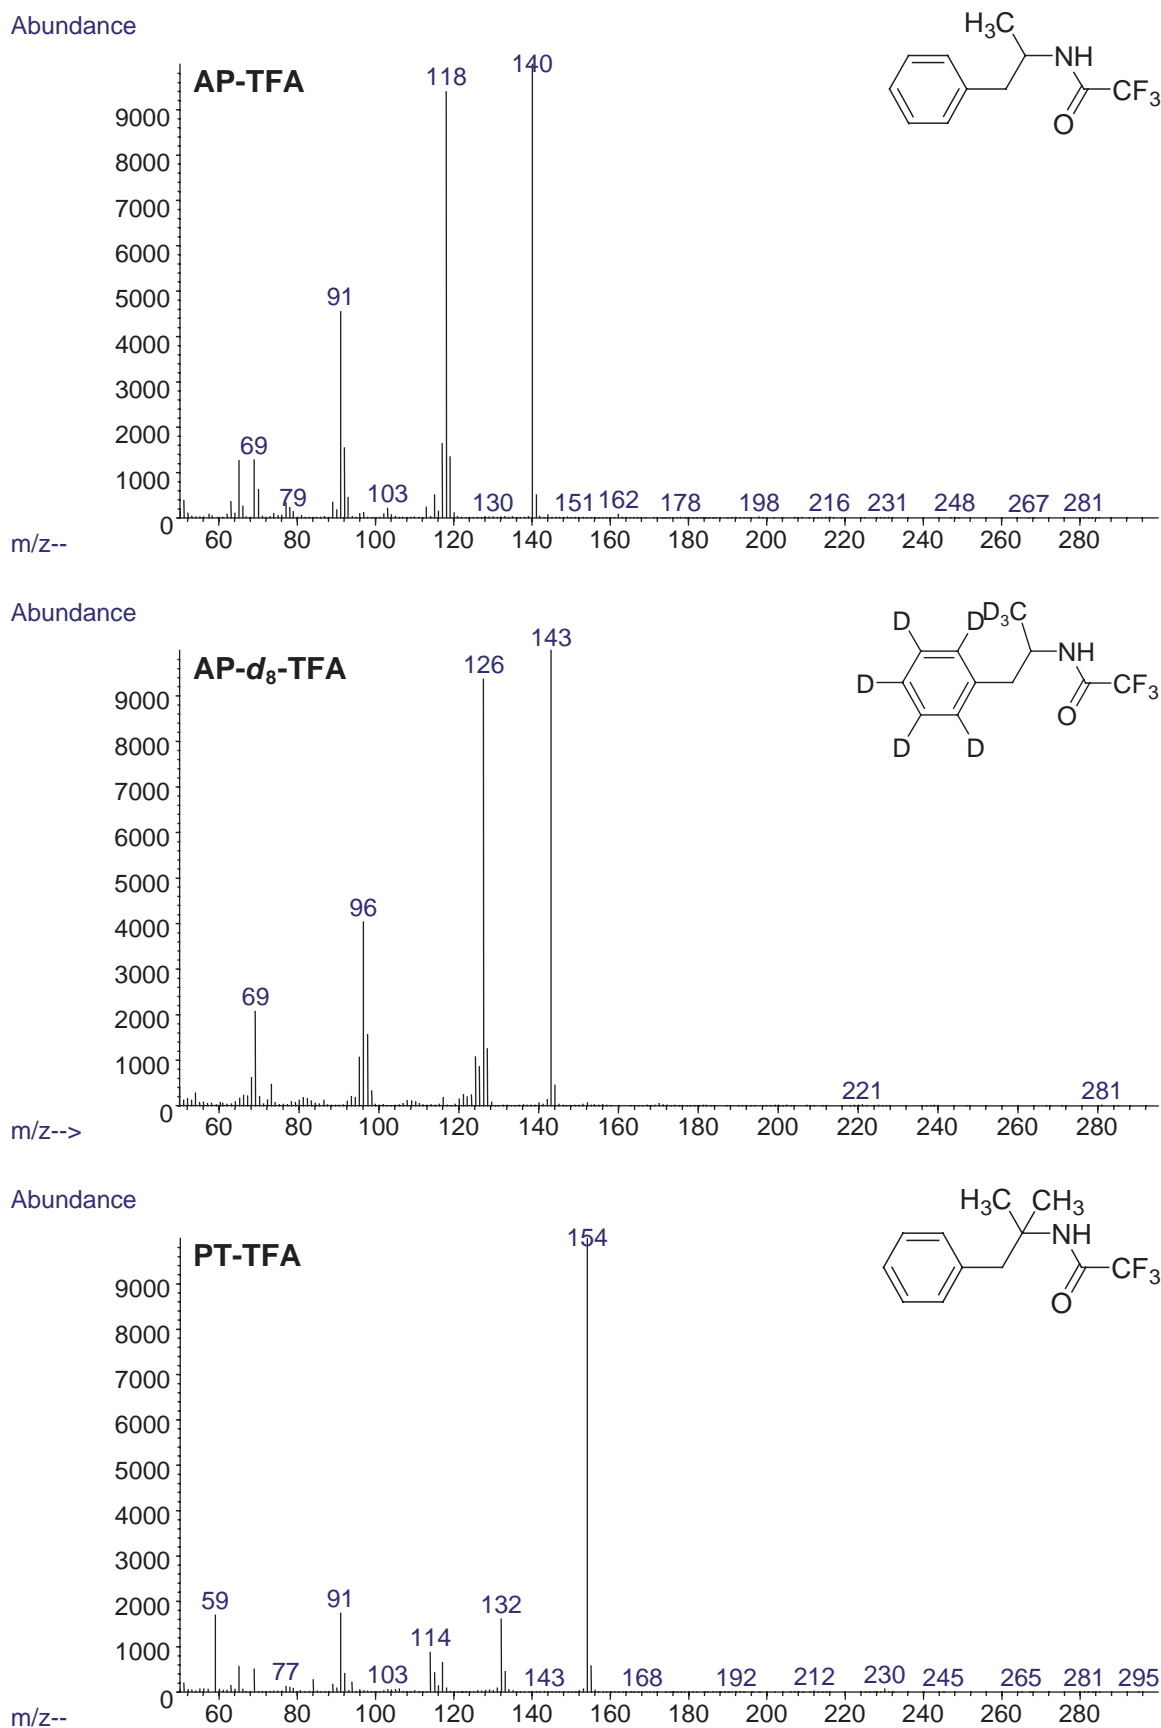 Abundance
AP-TFA
118
140
H₃C
NH
CF₃
O
9000
8000
7000
6000
5000
91
4000
3000
2000
69
1000
79
103
130
151
162
178
198
216
231
248
267
281
0
60 80 100 120 140 160 180 200 220 240 260 280
m/z--
Abundance
AP-d₈-TFA
126
143
D
D
D₃C
NH
D
CF₃
O
D
D
9000
8000
7000
6000
5000
96
4000
3000
69
2000
1000
221
281
0
60 80 100 120 140 160 180 200 220 240 260 280
m/z-->
Abundance
PT-TFA
154
H₃C
CH₃
NH
CF₃
O
9000
8000
7000
6000
5000
4000
3000
2000
59
91
132
114
1000
77
103
143
168
192
212
230
245
265
281
295
0
60 80 100 120 140 160 180 200 220 240 260 280
m/z--